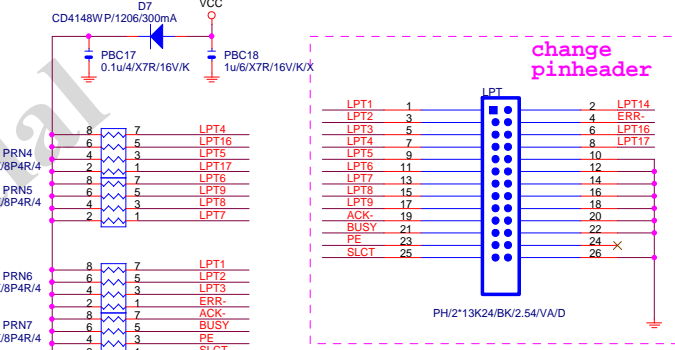 D7
VCC
CD4148WP/1206/300mA
PBC17
0.1u/4/X7R/16V/K
PBC18
1u/6/X7R/16V/K/X
change
pinheader
LPT
LPT1 1 2 LPT14
LPT2 3 4 ERR-
LPT3 5 6 LPT16
LPT4 7 8 LPT17
LPT5 9 10
LPT6 11 12
LPT7 13 14
LPT8 15 16
LPT9 17 18
ACK- 19 20
BUSY 21 22
PE 23 24
SLCT 25 26
PH/2*13K24/BK/2.54/VA/D
8 7 LPT4
6 5 LPT16
PRN4 4 3 LPT5
/8P4R/4 2 1 LPT17
8 7 LPT6
PRN5 6 5 LPT9
/8P4R/4 4 3 LPT8
2 1 LPT7
8 7 LPT1
PRN6 6 5 LPT2
/8P4R/4 4 3 LPT3
2 1 ERR-
8 7 ACK-
PRN7 6 5 BUSY
/8P4R/4 4 3 PE
SLCT
tal